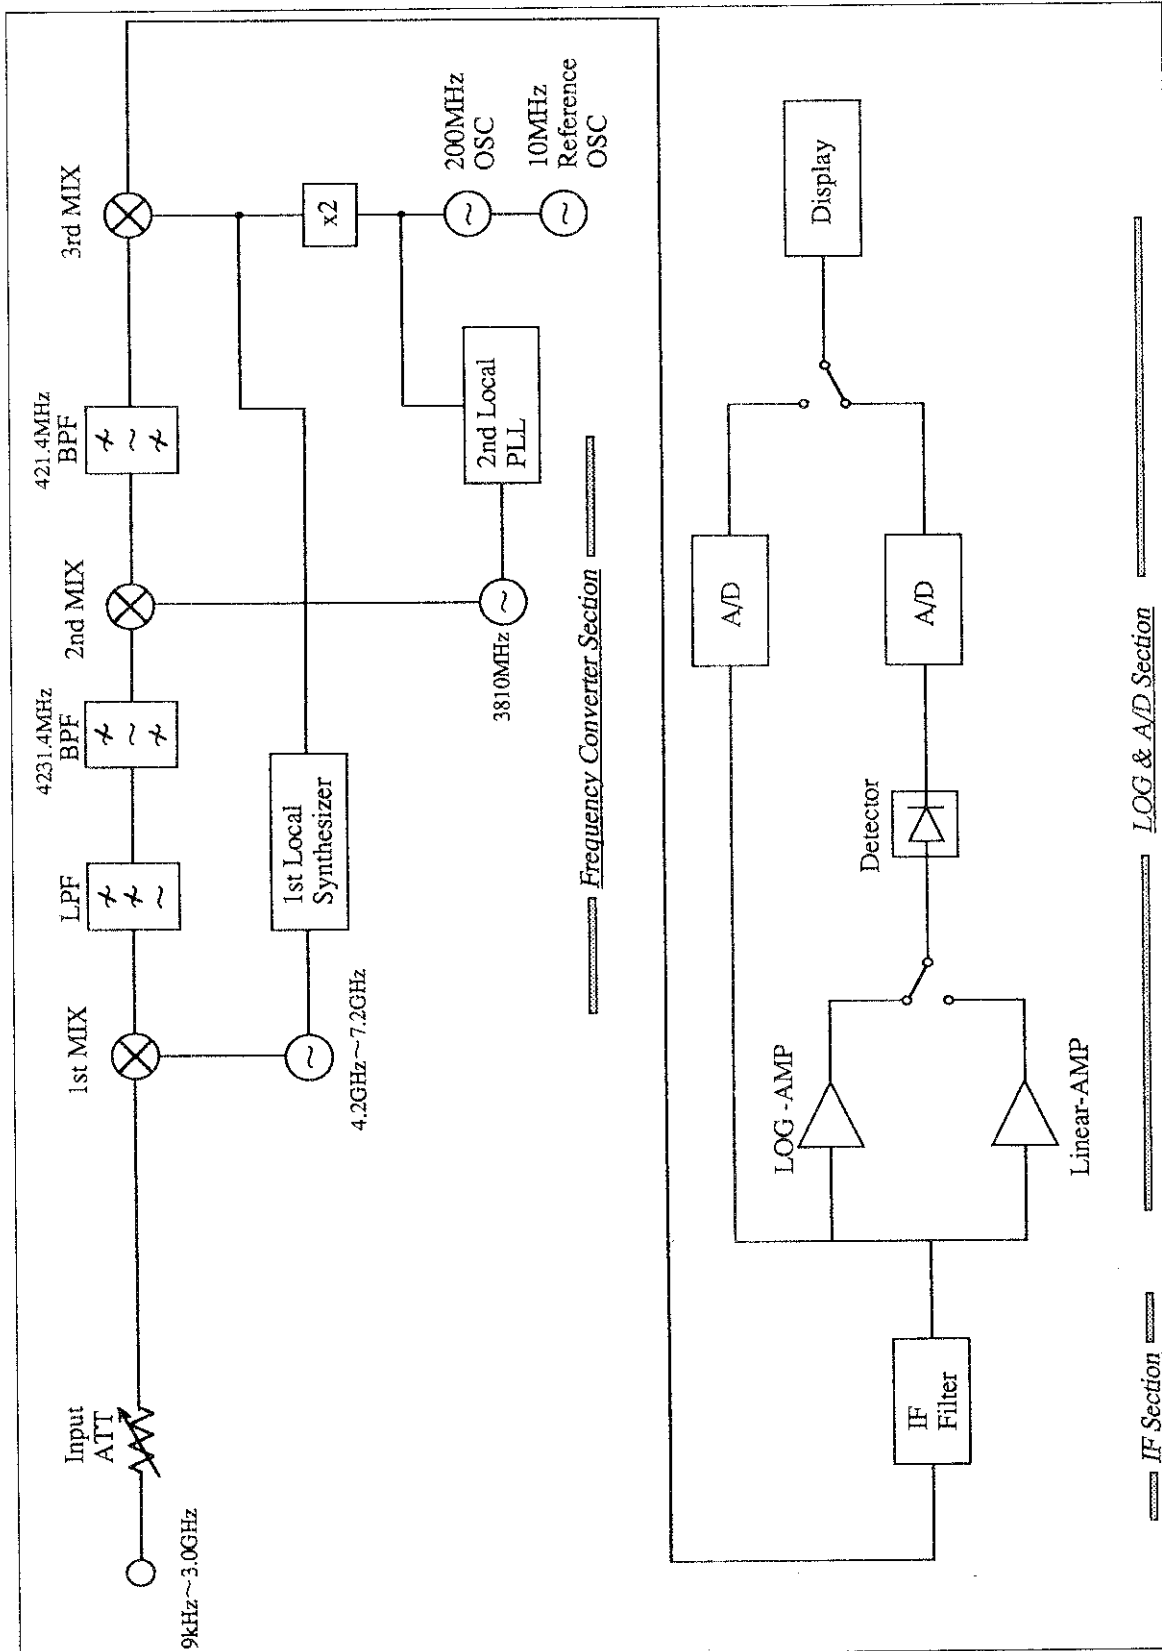 9kHz～3.0GHz
Input
ATT
1st MIX
LPF
4231.4MHz
BPF
2nd MIX
421.4MHz
BPF
3rd MIX
4.2GHz～7.2GHz
1st Local
Synthesizer
3810MHz
2nd Local
PLL
x2
200MHz
OSC
10MHz
Reference
OSC
Frequency Converter Section
IF
Filter
LOG -AMP
Linear-AMP
Detector
A/D
A/D
Display
IF Section
LOG & A/D Section